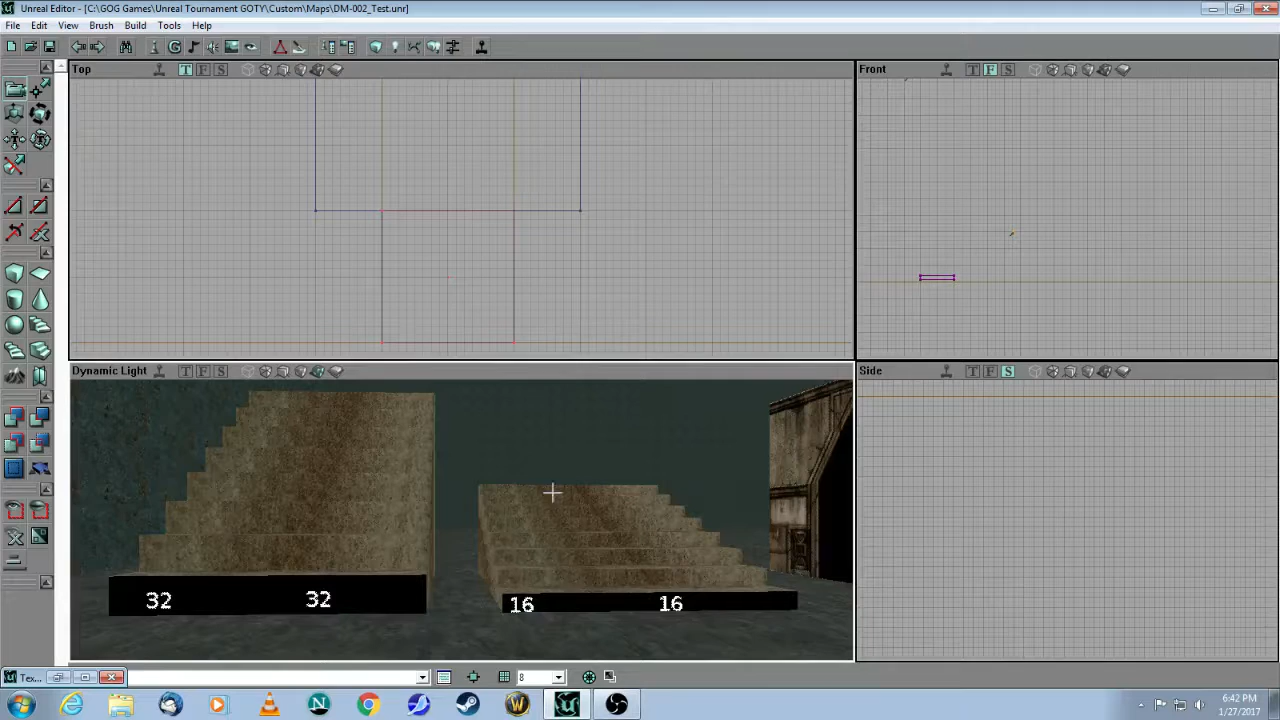 Unreal Editor - [C:\GOG Games\Unreal Tournament GOTY\Custom\Maps\DM-002_Test.unr]
File Edit View Brush Build Tools Help
Top T F S
Front T F S
Dynamic Light T F S
Side T F S
32 32
16 16
Tex...
8
6:42 PM
1/27/2017